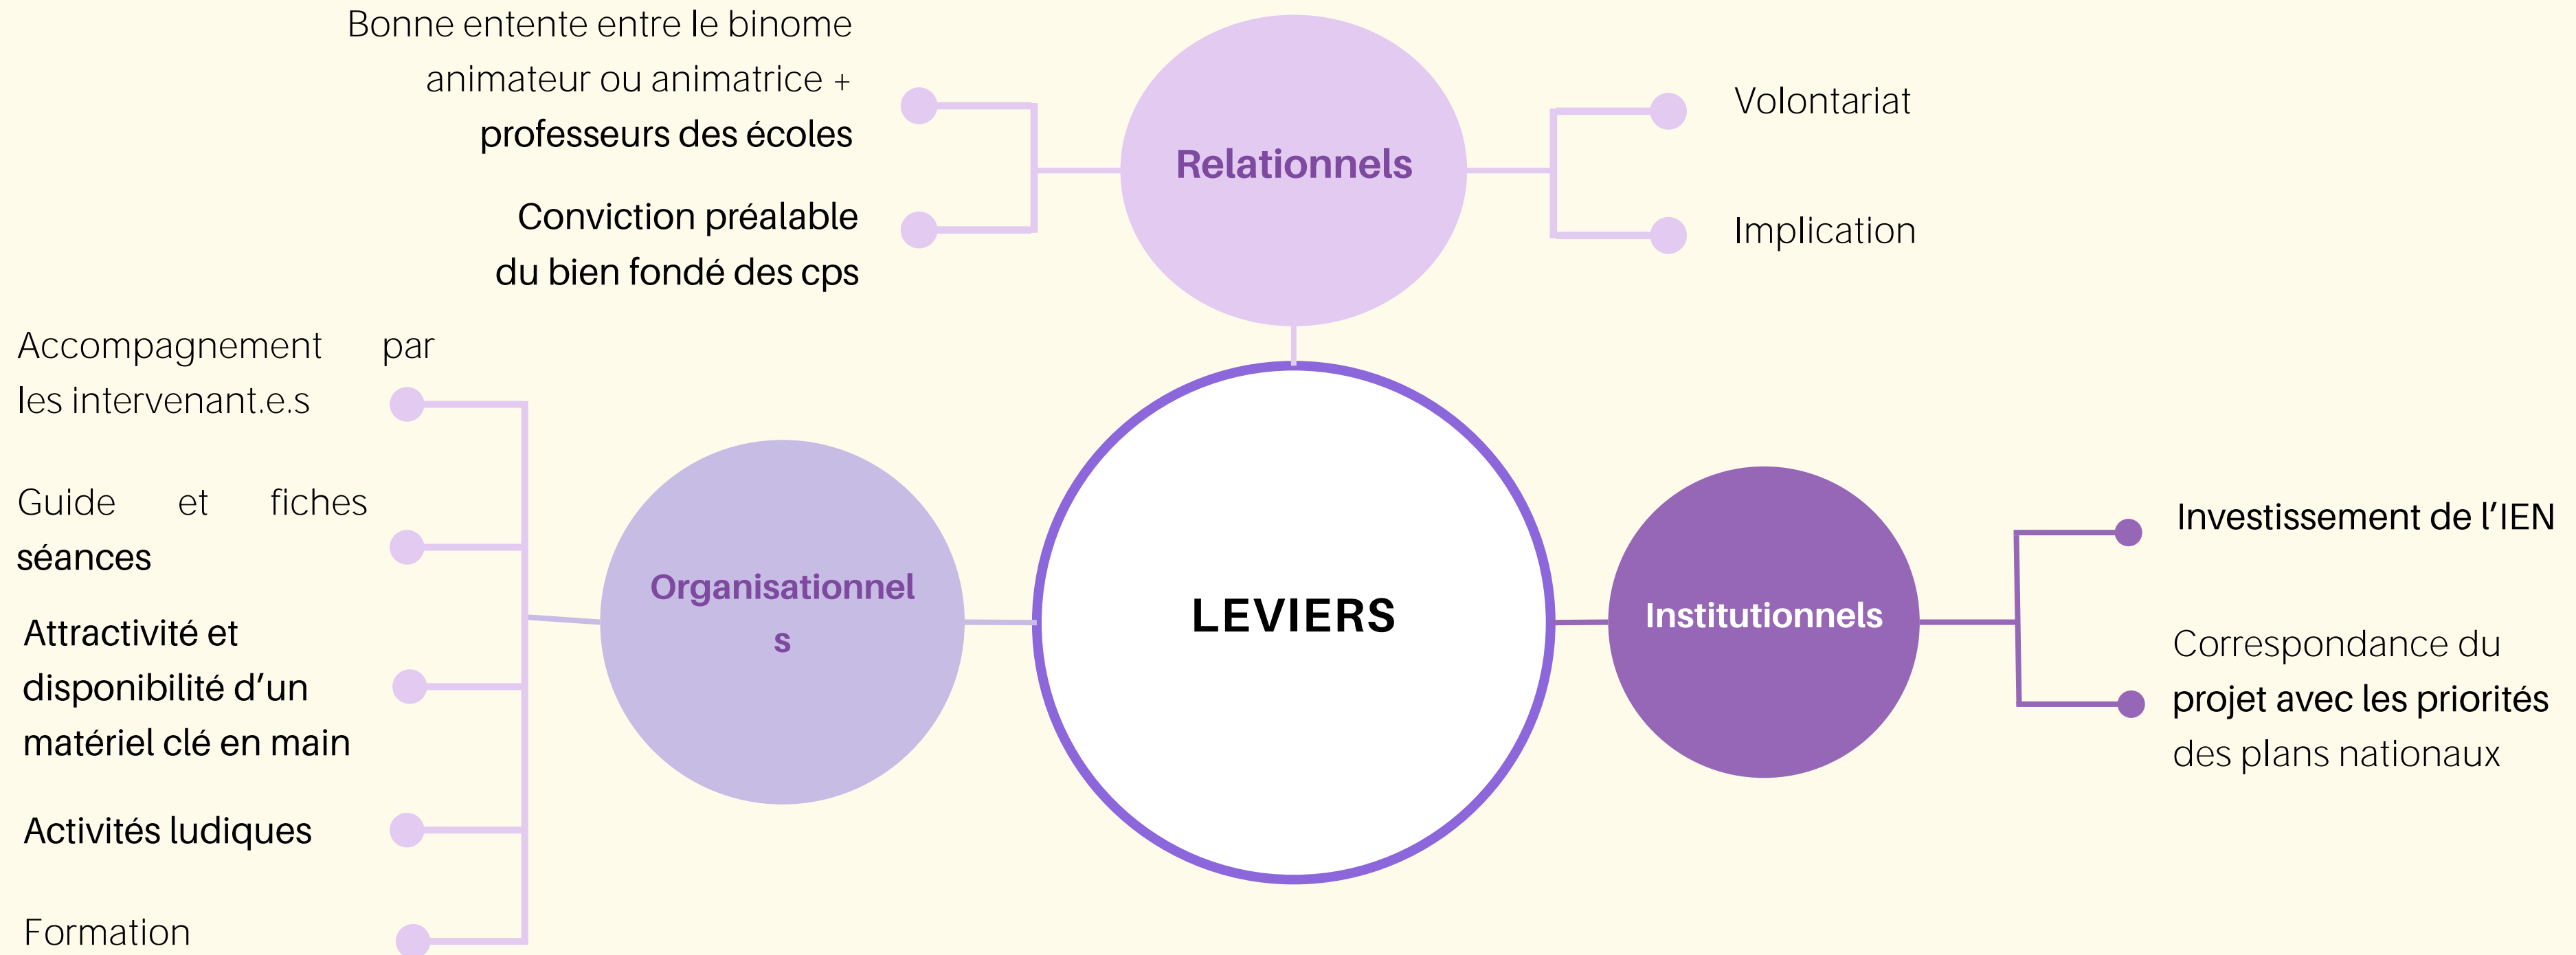 Bonne entente entre le binome
animateur ou animatrice +
professeurs des écoles
Conviction préalable
du bien fondé des cps
Relationnels
Volontariat
Implication
Accompagnement par
les intervenant.e.s
Guide et fiches
séances
Attractivité et
disponibilité d’un
matériel clé en main
Activités ludiques
Formation
Organisationnel
s
LEVIERS
Institutionnels
Investissement de l’IEN
Correspondance du
projet avec les priorités
des plans nationaux